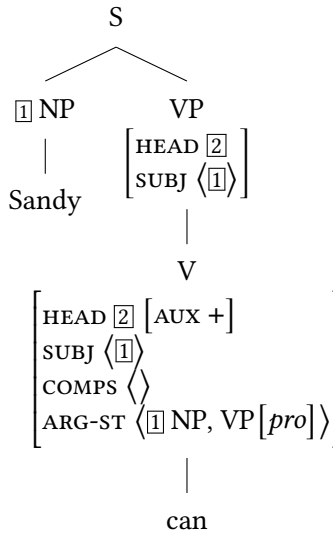 S
1 NP VP
[HEAD 2
SUBJ ⟨1⟩]
Sandy
V
[HEAD 2 [AUX +]
SUBJ ⟨1⟩
COMPS ⟨⟩
ARG-ST ⟨1 NP, VP[pro]⟩]
can